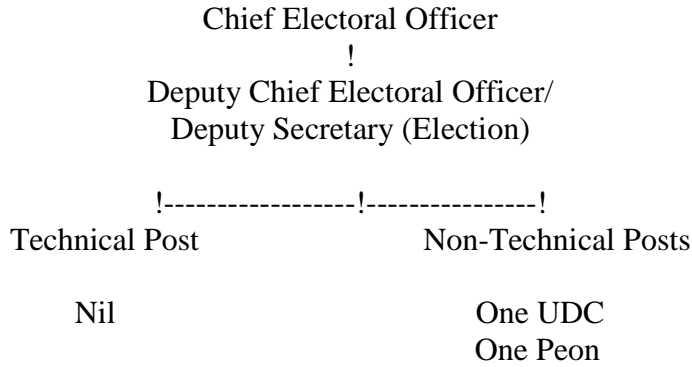 Chief Electoral Officer
!
Deputy Chief Electoral Officer/
Deputy Secretary (Election)
!------------------!----------------!
Technical Post Non-Technical Posts
Nil One UDC
One Peon